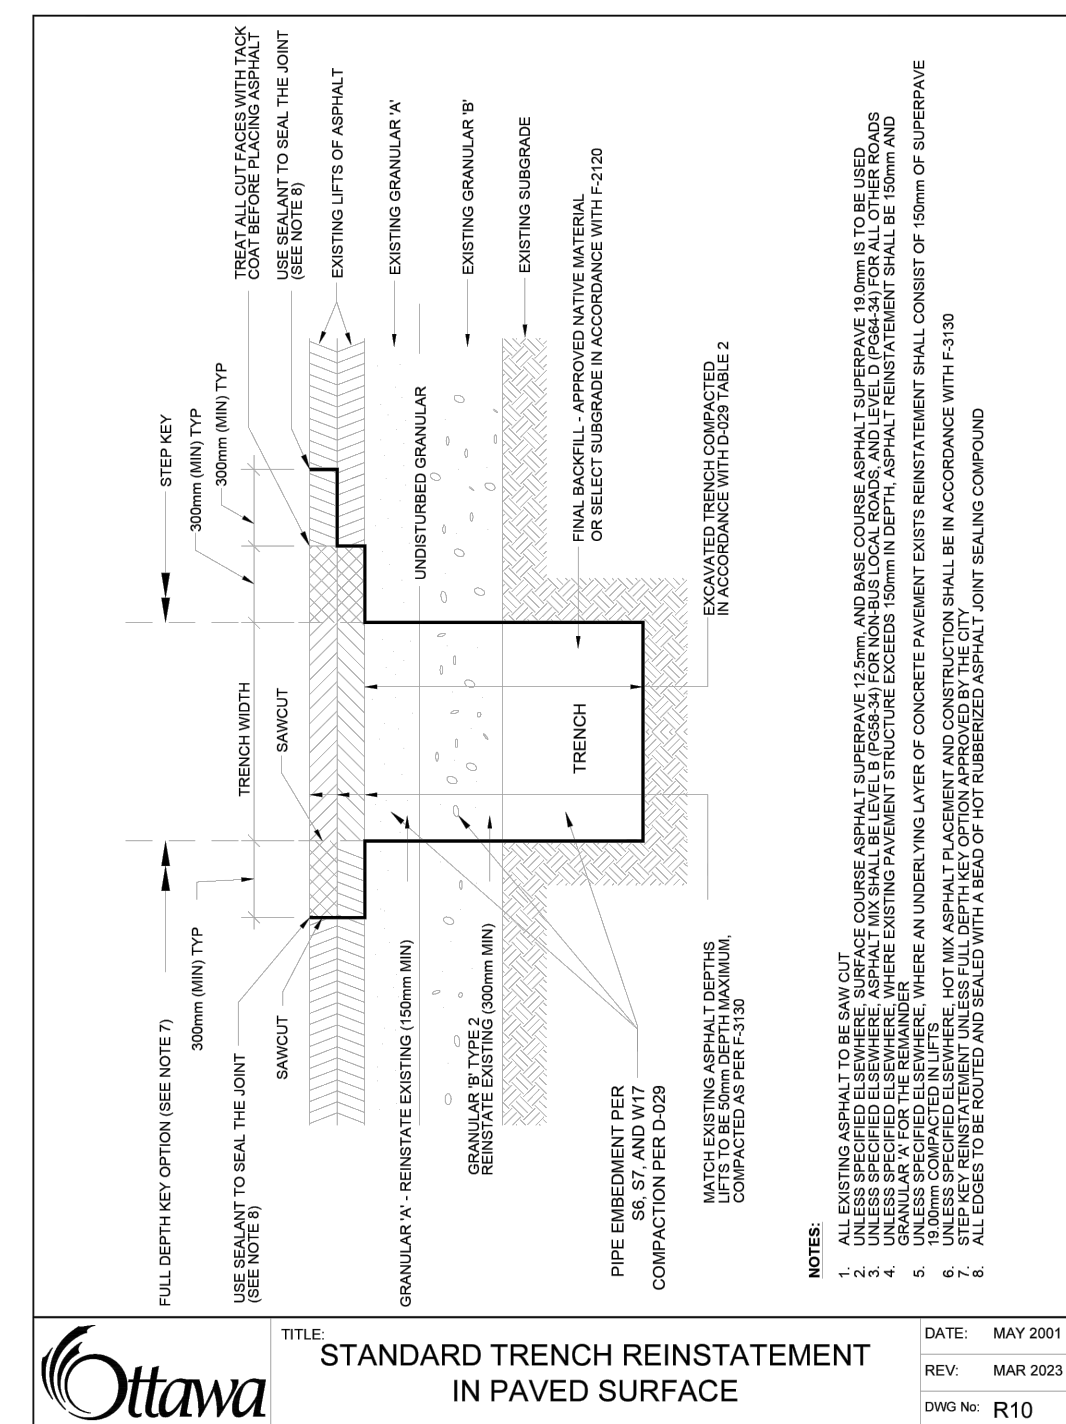 TREAT ALL CUT FACES WITH TACK
COAT BEFORE PLACING ASPHALT
USE SEALANT TO SEAL THE JOINT
(SEE NOTE 8)
EXISTING LIFTS OF ASPHALT
EXISTING GRANULAR 'A'
EXISTING GRANULAR 'B'
EXISTING SUBGRADE
STEP KEY
300mm (MIN) TYP
300mm (MIN) TYP
UNDISTURBED GRANULAR
FINAL BACKFILL - APPROVED NATIVE MATERIAL
OR SELECT SUBGRADE IN ACCORDANCE WITH F-2120
EXCAVATED TRENCH COMPACTED
IN ACCORDANCE WITH D-029 TABLE 2
TRENCH WIDTH
SAWCUT
TRENCH
FULL DEPTH KEY OPTION (SEE NOTE 7)
300mm (MIN) TYP
USE SEALANT TO SEAL THE JOINT
(SEE NOTE 8)
SAWCUT
GRANULAR 'A' - REINSTATE EXISTING (150mm MIN)
GRANULAR 'B' TYPE 2
REINSTATE EXISTING (300mm MIN)
PIPE EMBEDMENT PER
S6, S7, AND W17
COMPACTION PER D-029
MATCH EXISTING ASPHALT DEPTHS
LIFTS TO BE 50mm DEPTH MAXIMUM,
COMPACTED AS PER F-3130
NOTES:
1. ALL EXISTING ASPHALT TO BE SAW CUT
2. UNLESS SPECIFIED ELSEWHERE, SURFACE COURSE ASPHALT SUPERPAVE 12.5mm, AND BASE COURSE ASPHALT SUPERPAVE 19.0mm IS TO BE USED
3. UNLESS SPECIFIED ELSEWHERE, ASPHALT MIX SHALL BE LEVEL B (PG58-34) FOR NON-BUS LOCAL ROADS, AND LEVEL D (PG64-34) FOR ALL OTHER ROADS
4. UNLESS SPECIFIED ELSEWHERE, WHERE EXISTING PAVEMENT STRUCTURE EXCEEDS 150mm IN DEPTH, ASPHALT REINSTATEMENT SHALL BE 150mm AND
GRANULAR 'A' FOR THE REMAINDER
5. UNLESS SPECIFIED ELSEWHERE, WHERE AN UNDERLYING LAYER OF CONCRETE PAVEMENT EXISTS REINSTATEMENT SHALL CONSIST OF 150mm OF SUPERPAVE
19.00mm COMPACTED IN LIFTS
6. UNLESS SPECIFIED ELSEWHERE, HOT MIX ASPHALT PLACEMENT AND CONSTRUCTION SHALL BE IN ACCORDANCE WITH F-3130
7. STEP KEY REINSTATEMENT UNLESS FULL DEPTH KEY OPTION APPROVED BY THE CITY
8. ALL EDGES TO BE ROUTED AND SEALED WITH A BEAD OF HOT RUBBERIZED ASPHALT JOINT SEALING COMPOUND
Ottawa
TITLE:
STANDARD TRENCH REINSTATEMENT
IN PAVED SURFACE
DATE: MAY 2001
REV: MAR 2023
DWG No: R10